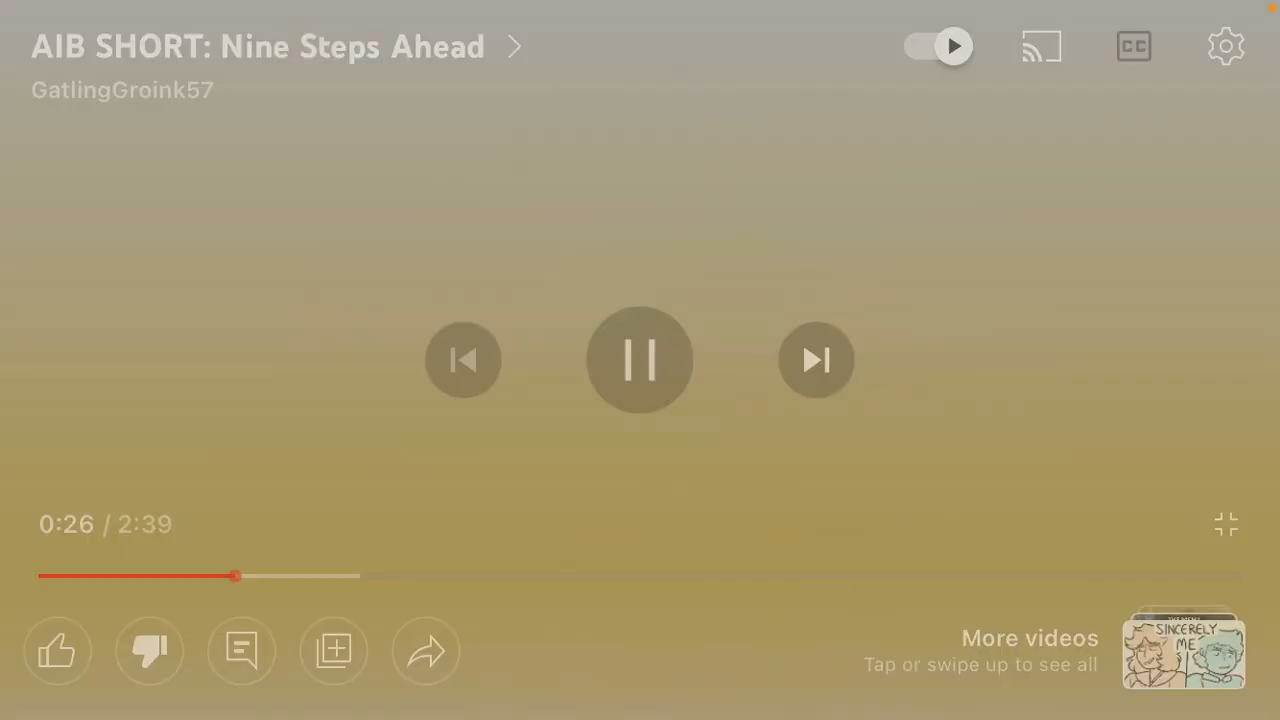 AIB SHORT: Nine Steps Ahead
GatlingGroink57
CC
0:26 / 2:39
More videos
Tap or swipe up to see all
SINCERELY
ME